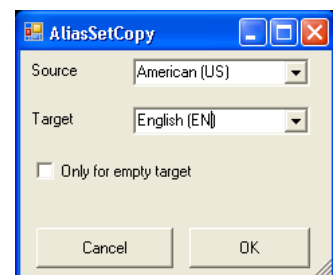 AliasSetCopy
Source American (US)
Target English (EN)
Only for empty target
Cancel OK